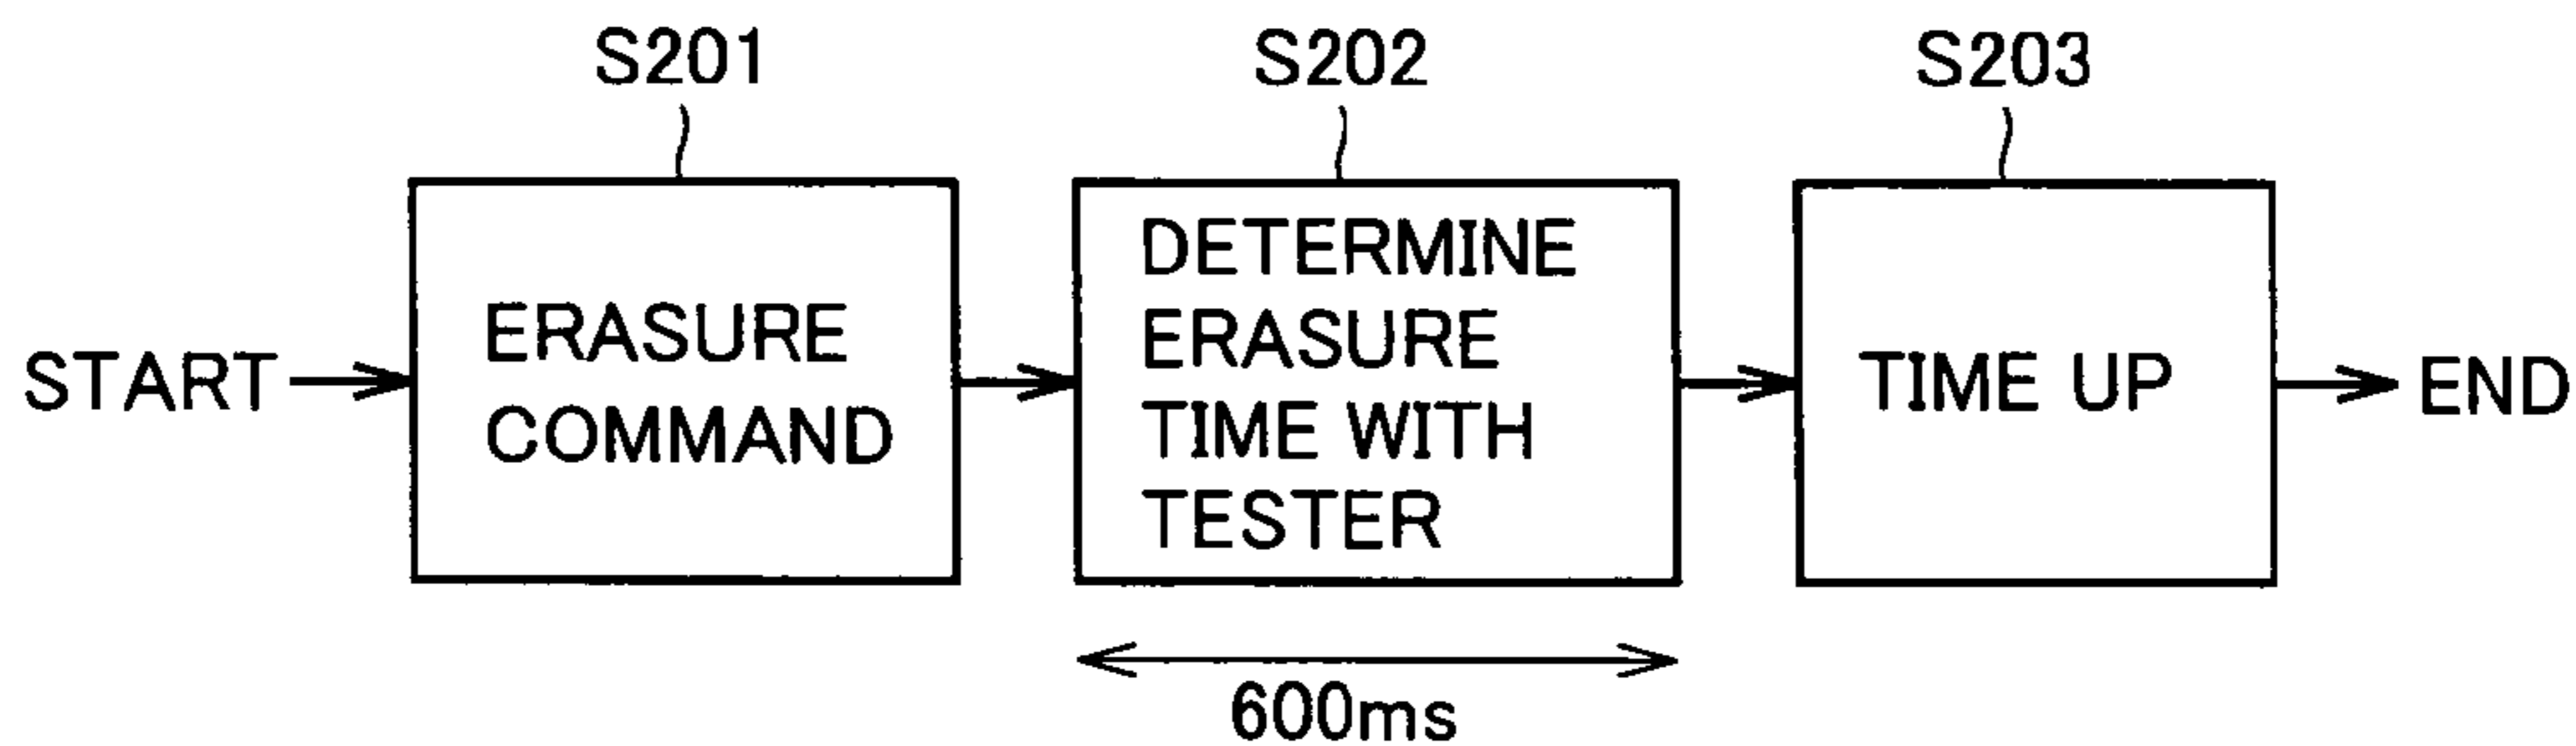 S201
S202
S203
START
ERASURE
COMMAND
DETERMINE
ERASURE
TIME WITH
TESTER
TIME UP
END
600ms